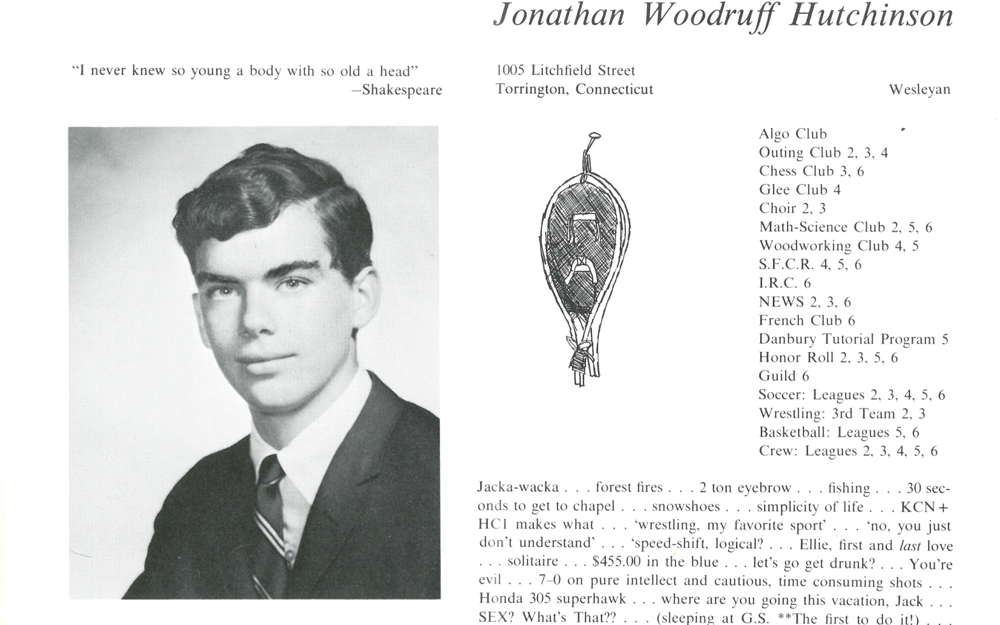 Jonathan Woodruff Hutchinson
“I never knew so young a body with so old a head”
—Shakespeare
1005 Litchfield Street
Torrington, Connecticut
Wesleyan
Algo Club
Outing Club 2, 3, 4
Chess Club 3, 6
Glee Club 4
Choir 2, 3
Math-Science Club 2, 5, 6
Woodworking Club 4, 5
S.F.C.R. 4, 5, 6
I.R.C. 6
NEWS 2, 3, 6
French Club 6
Danbury Tutorial Program 5
Honor Roll 2, 3, 5, 6
Guild 6
Soccer: Leagues 2, 3, 4, 5, 6
Wrestling: 3rd Team 2, 3
Basketball: Leagues 5, 6
Crew: Leagues 2, 3, 4, 5, 6
Jacka-wacka . . . forest fires . . . 2 ton eyebrow . . . fishing . . . 30 sec-
onds to get to chapel . . . snowshoes . . . simplicity of life . . . KCN+
HCl makes what . . . ‘wrestling, my favorite sport’ . . . ‘no, you just
don’t understand’ . . . ‘speed-shift, logical? . . . Ellie, first and last love
. . . solitaire . . . $455.00 in the blue . . . let’s go get drunk? . . . You’re
evil . . . 7–0 on pure intellect and cautious, time consuming shots . . .
Honda 305 superhawk . . . where are you going this vacation, Jack . . .
SEX? What’s That?? . . . (sleeping at G.S. **The first to do it!) . . .